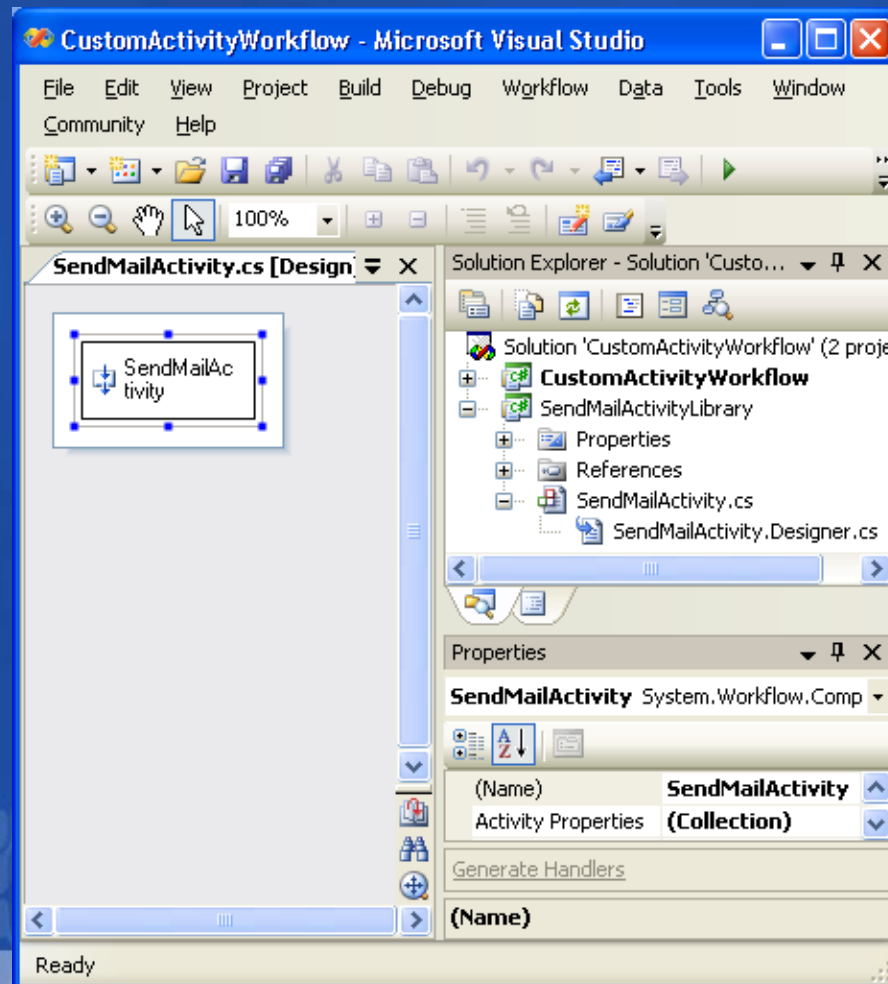 CustomActivityWorkflow - Microsoft Visual Studio
File Edit View Project Build Debug Workflow Data Tools Window
Community Help
100%
SendMailActivity.cs [Design]
SendMailAc
tivity
Solution Explorer - Solution 'Custo...
Solution 'CustomActivityWorkflow' (2 proje
CustomActivityWorkflow
SendMailActivityLibrary
Properties
References
SendMailActivity.cs
SendMailActivity.Designer.cs
Properties
SendMailActivity System.Workflow.Comp
(Name) SendMailActivity
Activity Properties (Collection)
Generate Handlers
(Name)
Ready